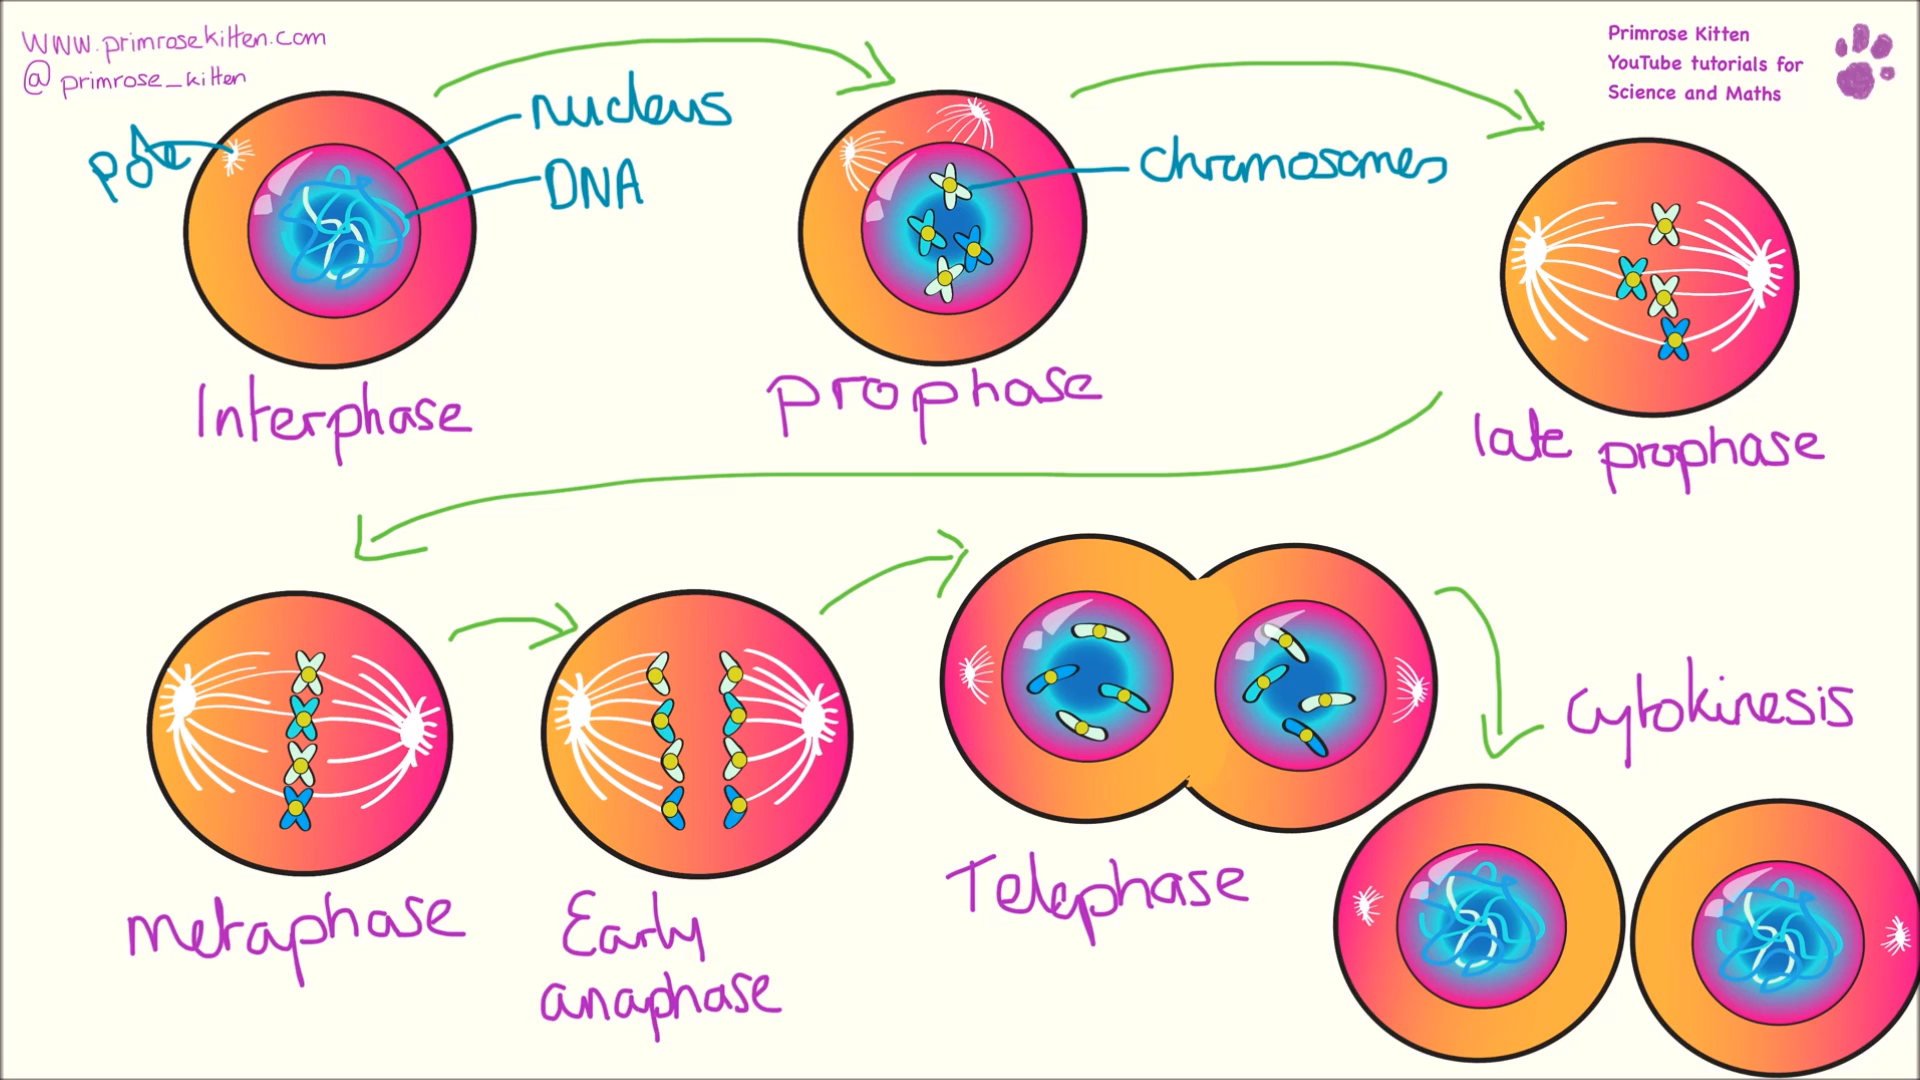 www.primrosekitten.com
@primrose_kitten
Primrose Kitten
YouTube tutorials for
Science and Maths
pole
nucleus
DNA
chromosomes
Interphase
prophase
late prophase
metaphase
Early
anaphase
Telephase
cytokinesis